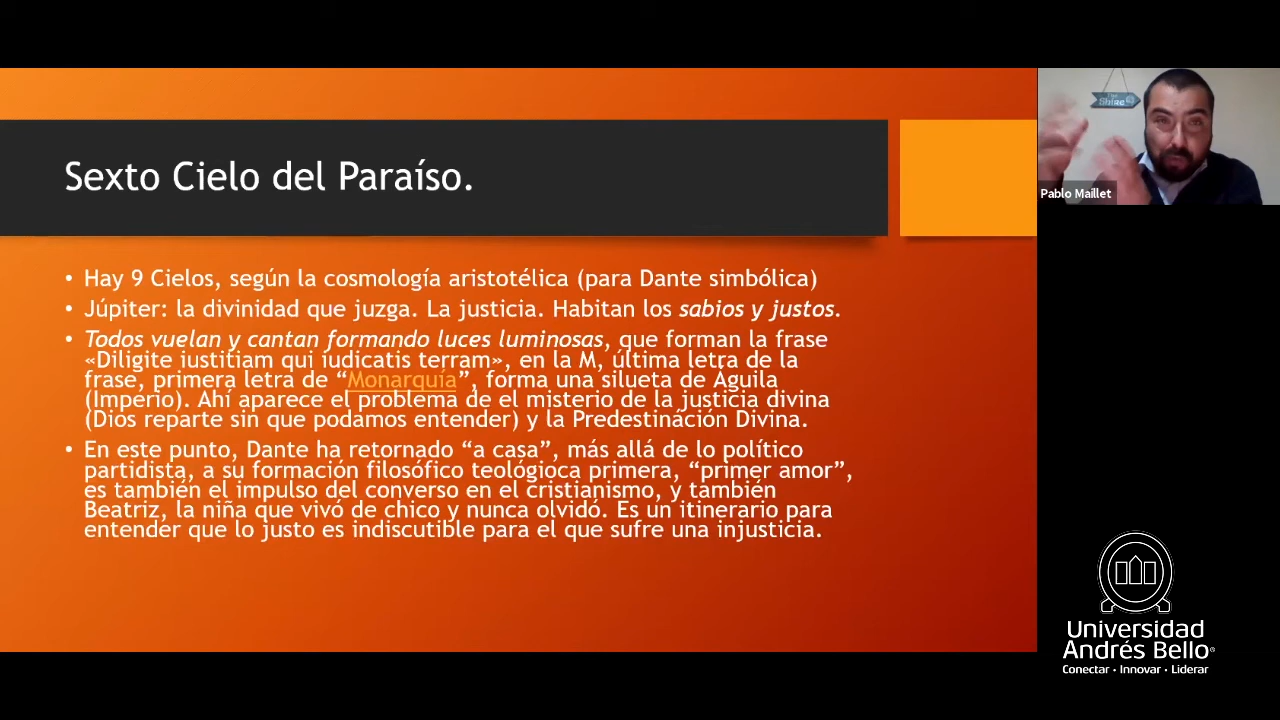 Sexto Cielo del Paraíso.
• Hay 9 Cielos, según la cosmología aristotélica (para Dante simbólica)
• Júpiter: la divinidad que juzga. La justicia. Habitan los sabios y justos.
• Todos vuelan y cantan formando luces luminosas, que forman la frase
«Diligite iustitiam qui iudicatis terram», en la M, última letra de la
frase, primera letra de “Monarquía”, forma una silueta de Águila
(Imperio). Ahí aparece el problema de el misterio de la justicia divina
(Dios reparte sin que podamos entender) y la Predestináción Divina.
• En este punto, Dante ha retornado “a casa”, más allá de lo político
partidista, a su formación filosófico teológioca primera, “primer amor”,
es también el impulso del converso en el cristianismo, y también
Beatriz, la niña que vivó de chico y nunca olvidó. Es un itinerario para
entender que lo justo es indiscutible para el que sufre una injusticia.
The
Shire
Pablo Maillet
Universidad
Andrés Bello®
Conectar • Innovar • Liderar